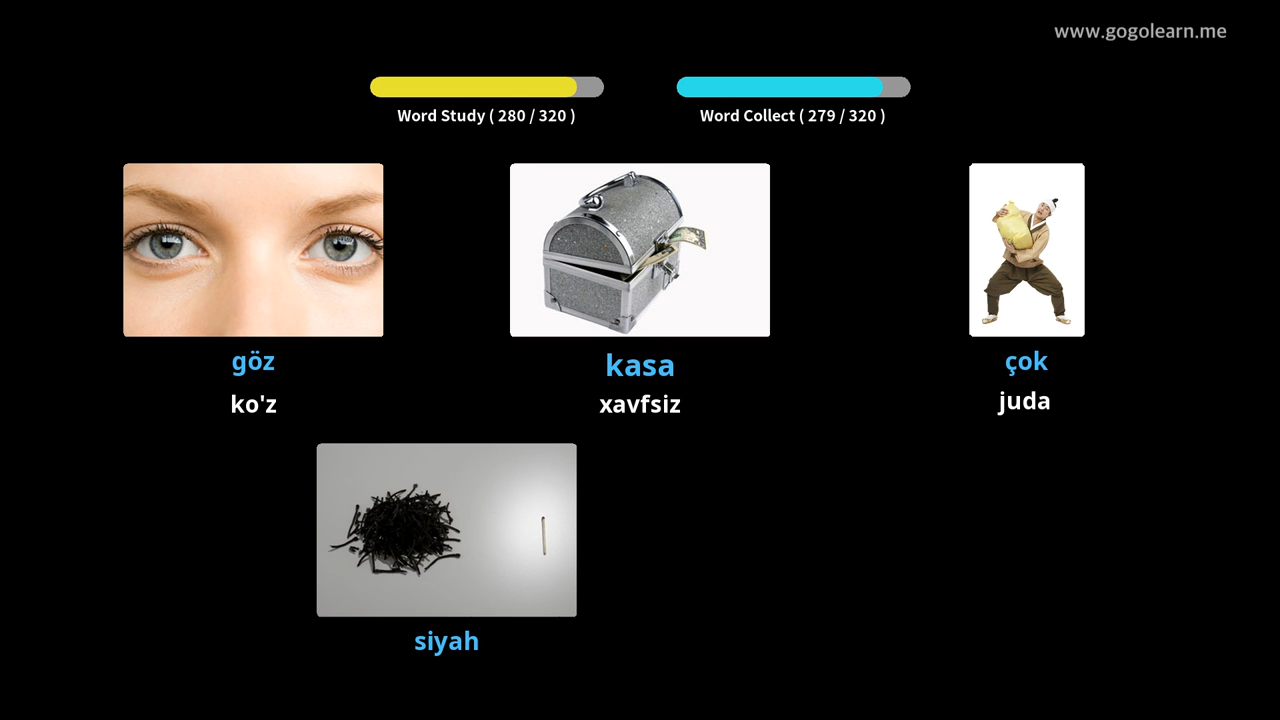 www.gogolearn.me
Word Study ( 280 / 320 )
Word Collect ( 279 / 320 )
göz
ko'z
kasa
xavfsiz
çok
juda
siyah